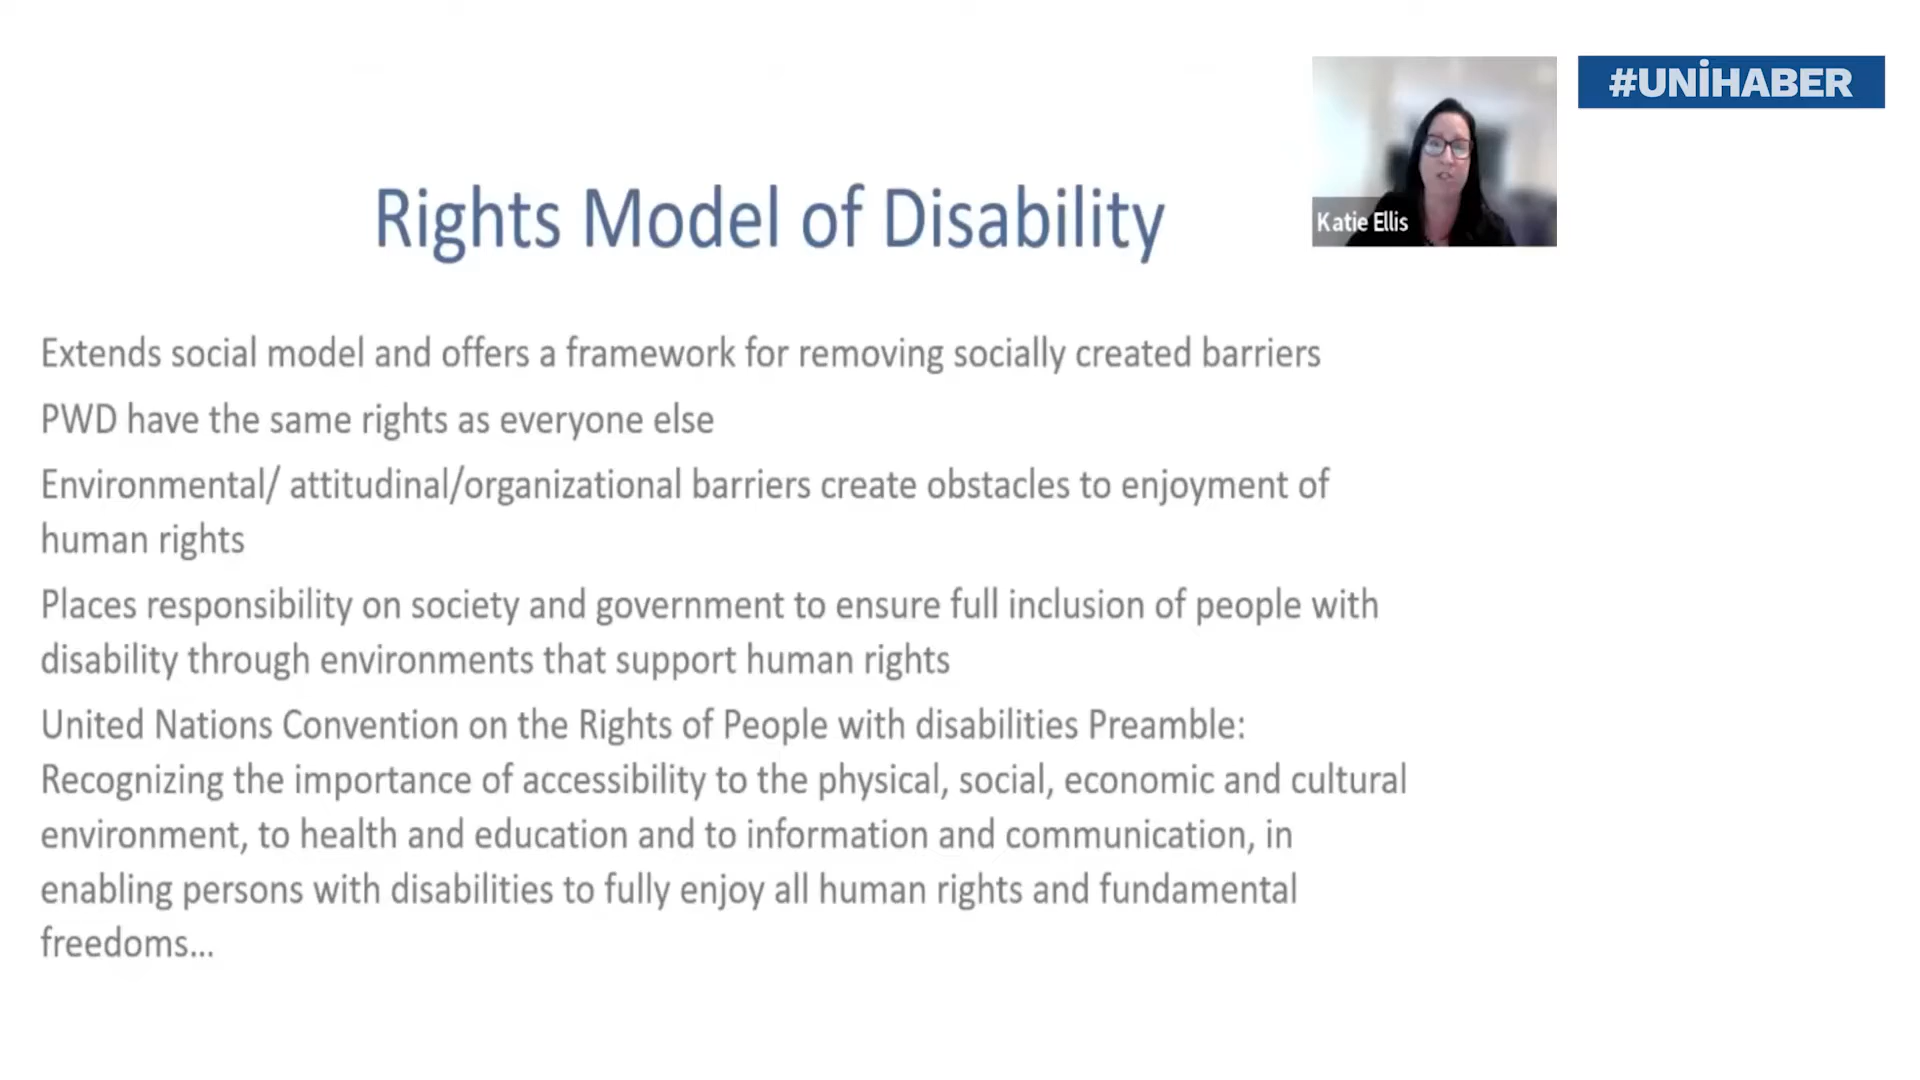 #UNİHABER
Katie Ellis
Rights Model of Disability
Extends social model and offers a framework for removing socially created barriers
PWD have the same rights as everyone else
Environmental/ attitudinal/organizational barriers create obstacles to enjoyment of
human rights
Places responsibility on society and government to ensure full inclusion of people with
disability through environments that support human rights
United Nations Convention on the Rights of People with disabilities Preamble:
Recognizing the importance of accessibility to the physical, social, economic and cultural
environment, to health and education and to information and communication, in
enabling persons with disabilities to fully enjoy all human rights and fundamental
freedoms...